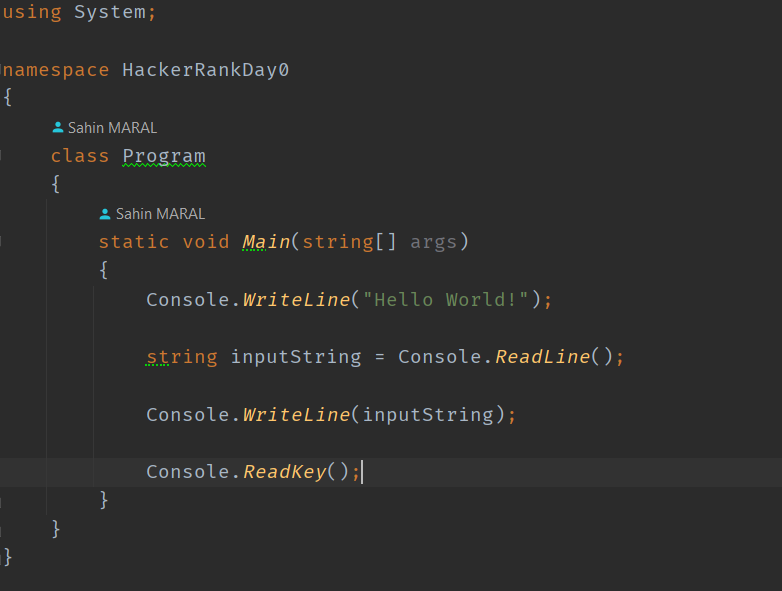 using System;
namespace HackerRankDay0
{
Sahin MARAL
class Program
{
Sahin MARAL
static void Main(string[] args)
{
Console.WriteLine("Hello World!");
string inputString = Console.ReadLine();
Console.WriteLine(inputString);
Console.ReadKey();
}
}
}